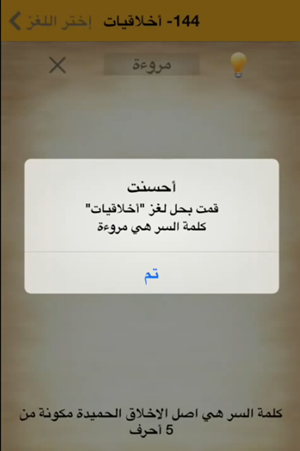 إختر اللغز
144- أخلاقيات
مروءة
أحسنت
قمت بحل لغز "أخلاقيات"
كلمة السر هي مروءة
تم
كلمة السر هي اصل الاخلاق الحميدة مكونة من
5 أحرف